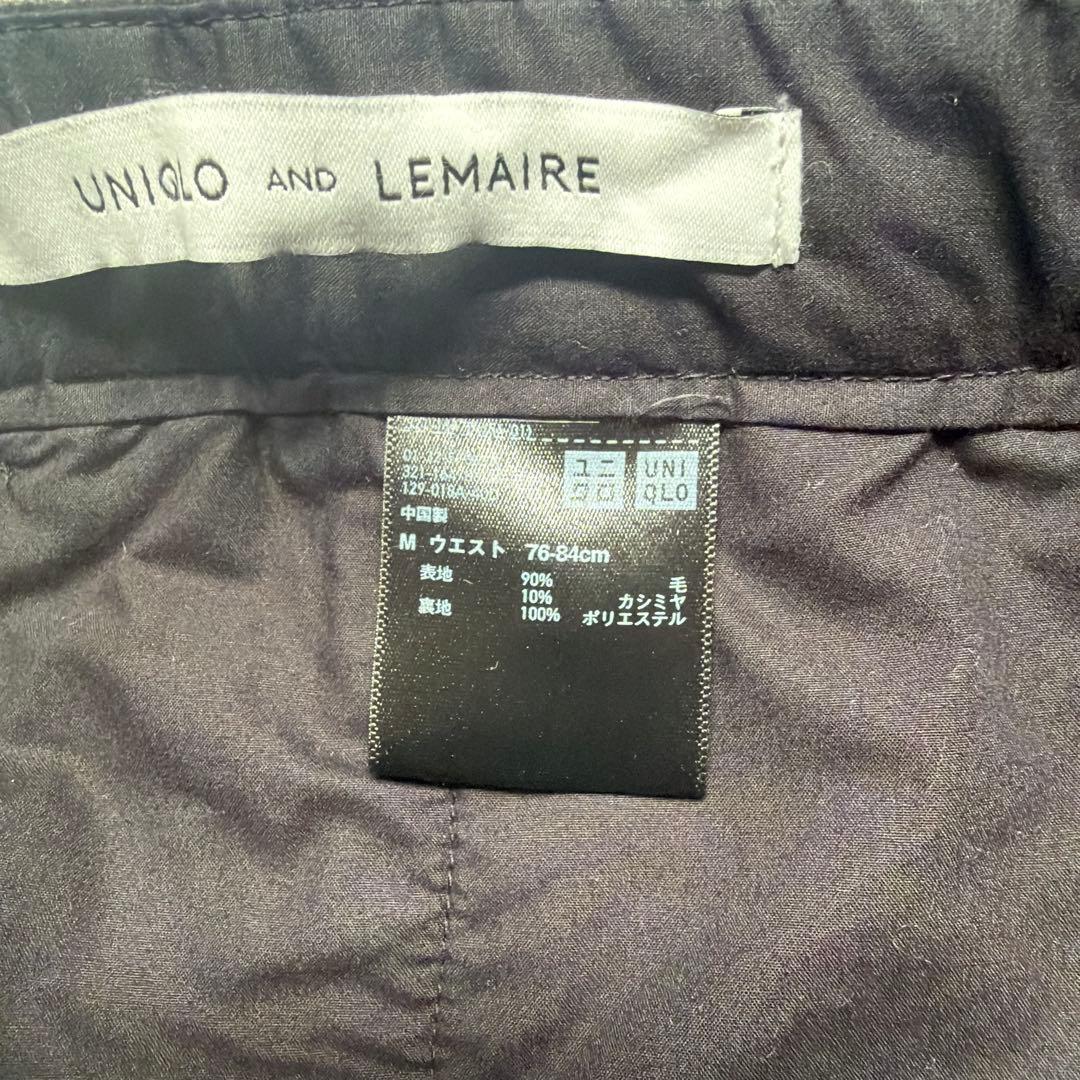 UNIQLO AND LEMAIRE
ユニクロ
UNIQLO
中国製
M ウエスト 76-84cm
表地 90% 毛
10% カシミヤ
裏地 100% ポリエステル